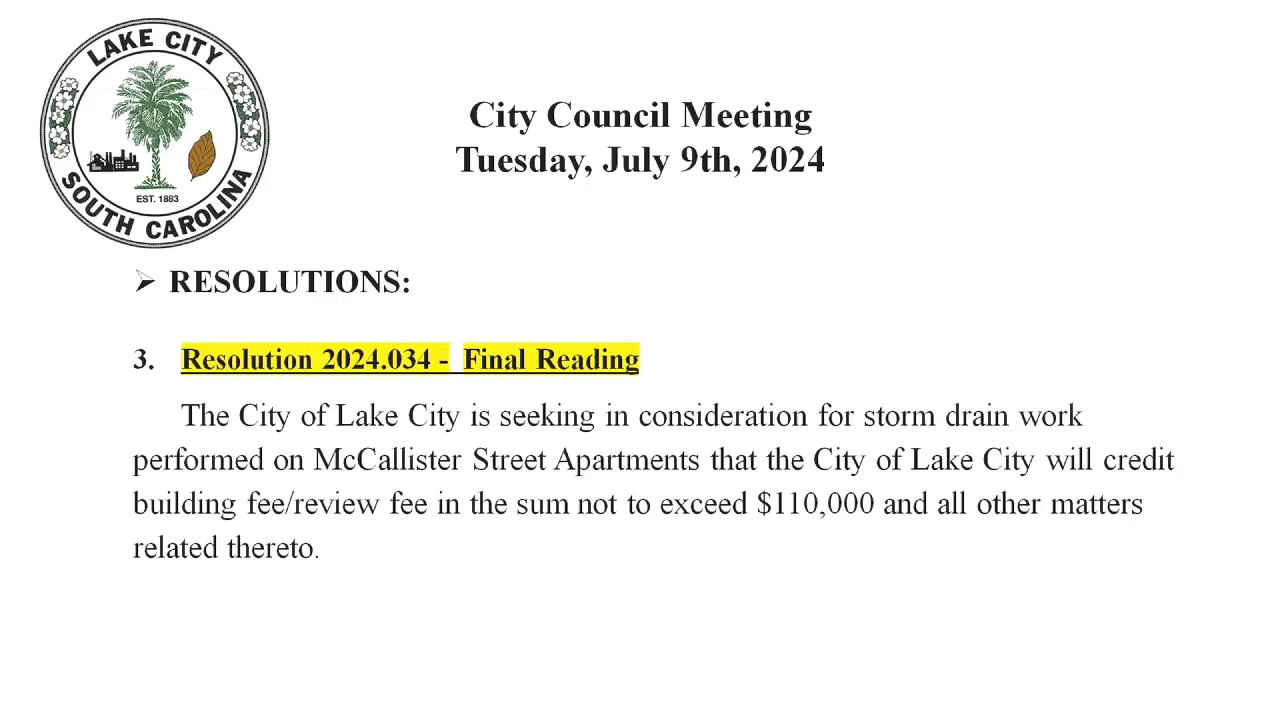 LAKE CITY
EST. 1883
SOUTH CAROLINA
City Council Meeting
Tuesday, July 9th, 2024
➢ RESOLUTIONS:
3. Resolution 2024.034 - Final Reading
The City of Lake City is seeking in consideration for storm drain work
performed on McCallister Street Apartments that the City of Lake City will credit
building fee/review fee in the sum not to exceed $110,000 and all other matters
related thereto.